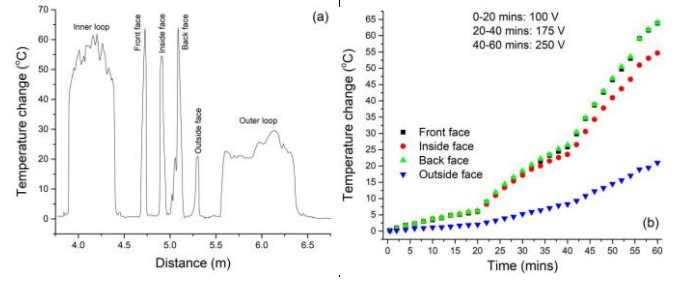 (a)
Inner loop
Front face
Inside face
Back face
Outside face
Outer loop
Temperature change (°C)
70
60
50
40
30
20
10
0
4.0
4.5
5.0
5.5
6.0
6.5
Distance (m)
0-20 mins: 100 V
20-40 mins: 175 V
40-60 mins: 250 V
Front face
Inside face
Back face
Outside face
(b)
Temperature change (°C)
65
60
55
50
45
40
35
30
25
20
15
10
5
0
0
5
10
15
20
25
30
35
40
45
50
55
60
Time (mins)